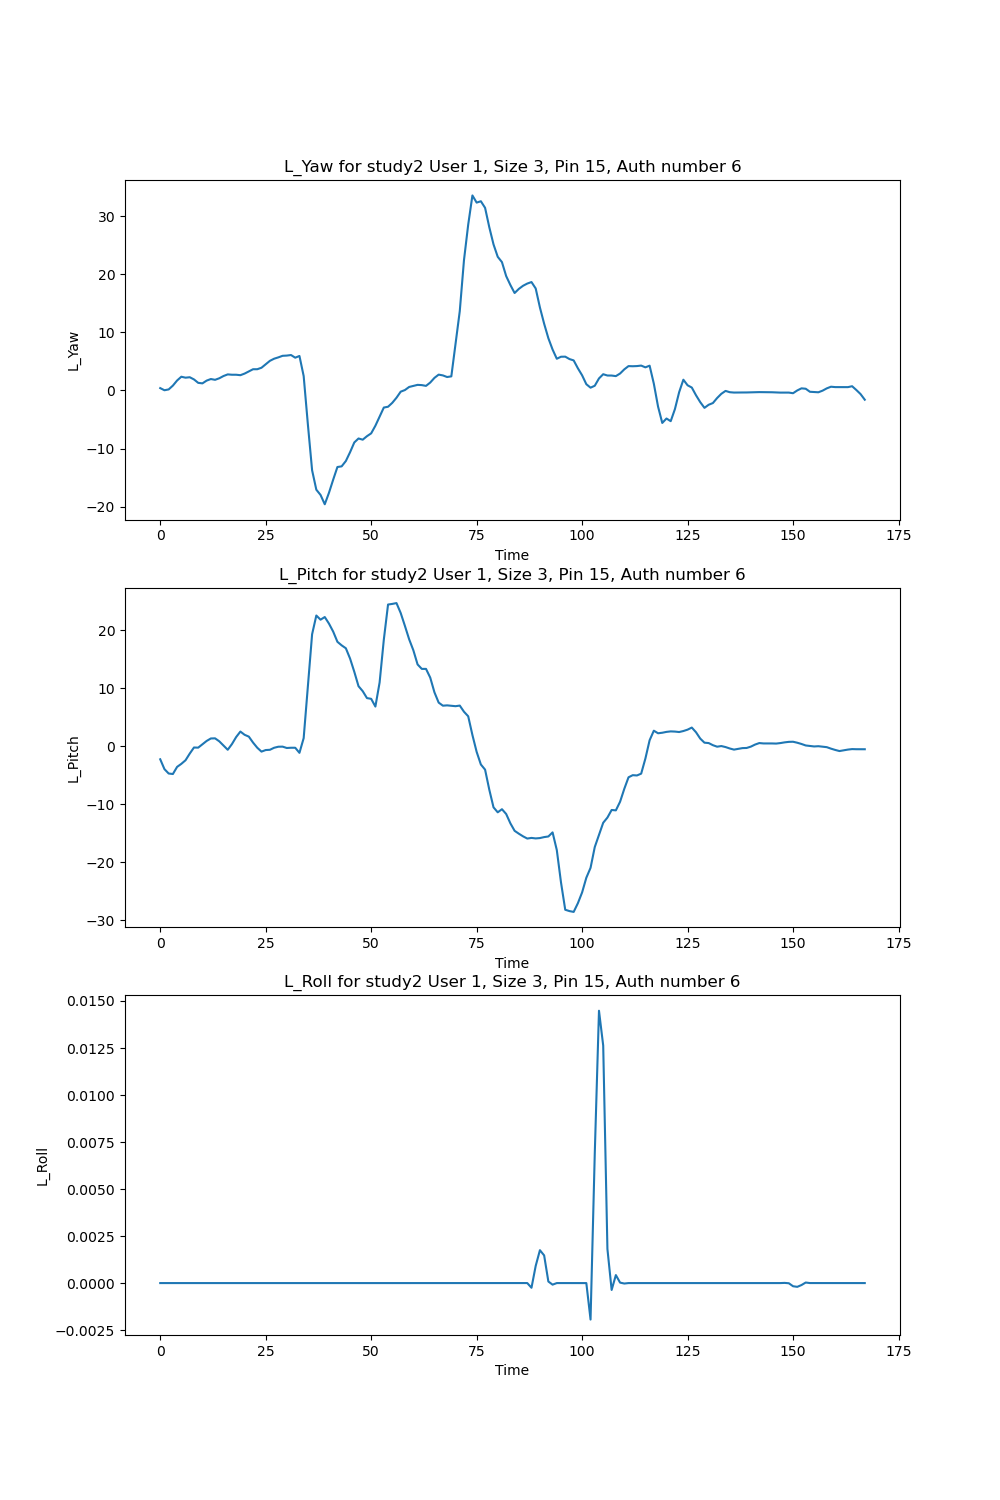 L_Yaw for study2 User 1, Size 3, Pin 15, Auth number 6
30
20
10
0
−10
−20
L_Yaw
0 25 50 75 100 125 150 175
Time
L_Pitch for study2 User 1, Size 3, Pin 15, Auth number 6
20
10
0
−10
−20
−30
L_Pitch
0 25 50 75 100 125 150 175
Time
L_Roll for study2 User 1, Size 3, Pin 15, Auth number 6
0.0150
0.0125
0.0100
0.0075
0.0050
0.0025
0.0000
−0.0025
L_Roll
0 25 50 75 100 125 150 175
Time